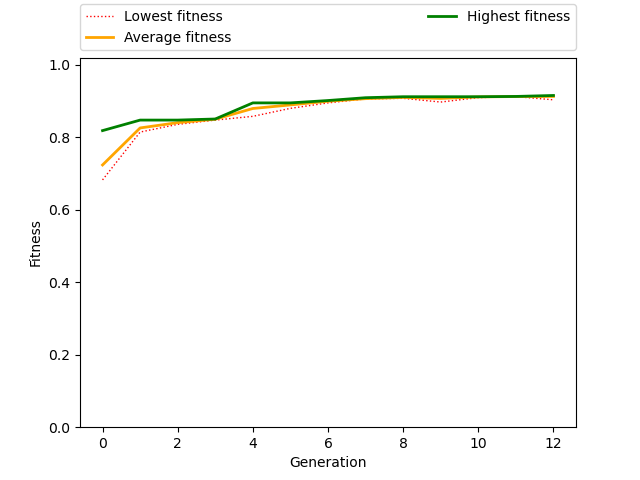 Lowest fitness
Average fitness
Highest fitness
1.0
0.8
0.6
0.4
0.2
0.0
Fitness
0 2 4 6 8 10 12
Generation